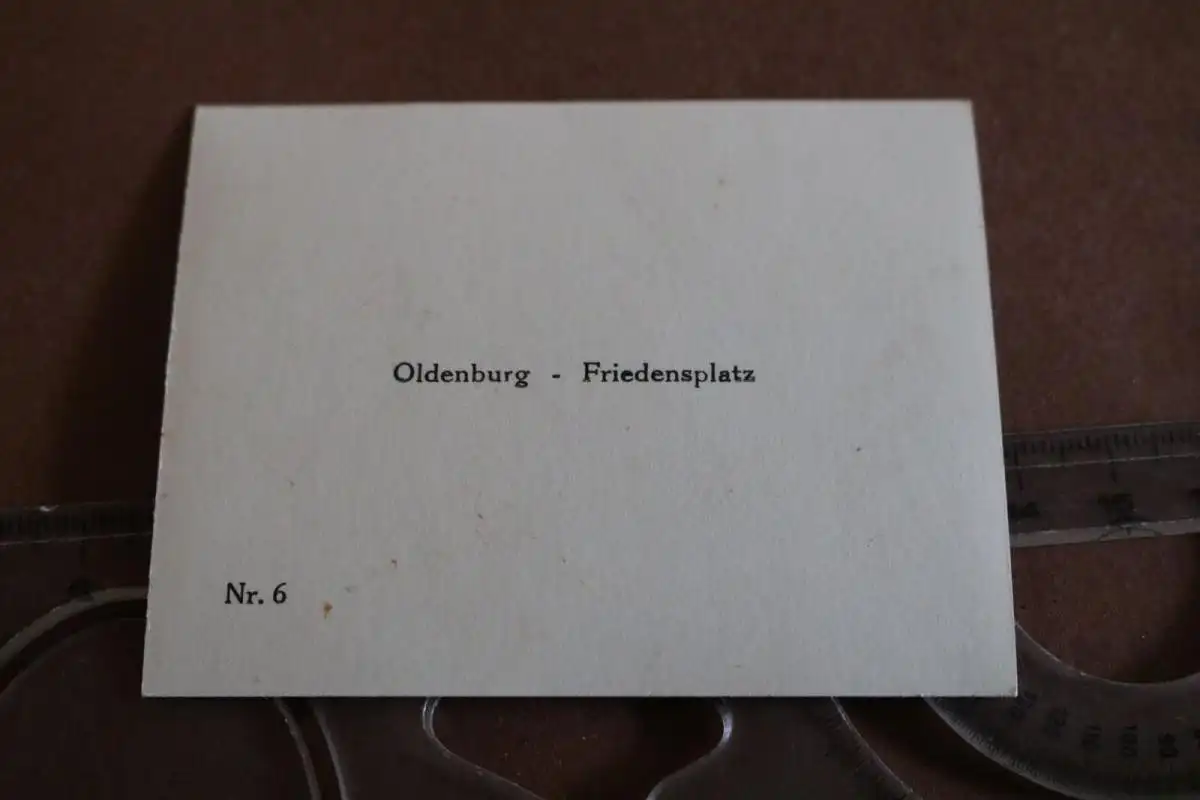 Oldenburg - Friedensplatz
Nr. 6